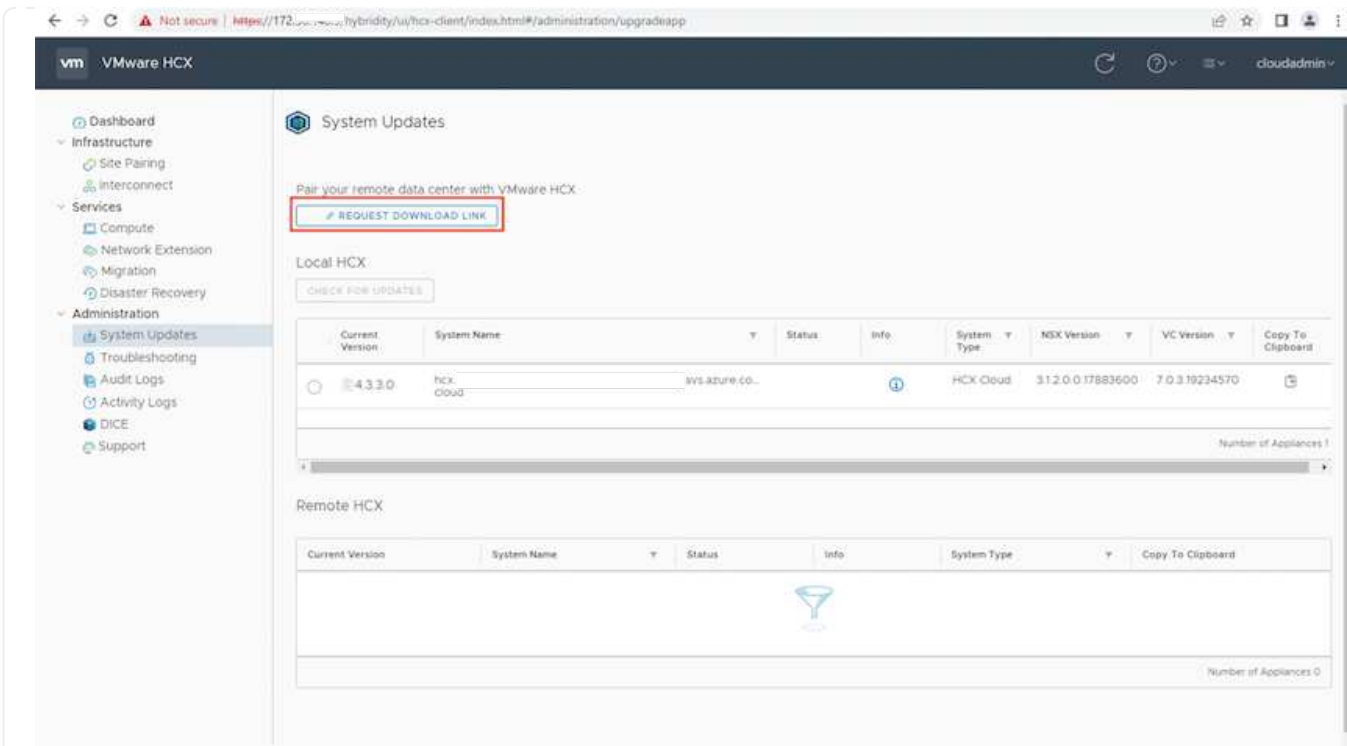 Not secure | https://172. hybridity/ui/hcx-client/index.html#/administration/upgradeapp
vm VMware HCX
cloudadmin
Dashboard
Infrastructure
Site Pairing
Interconnect
Services
Compute
Network Extension
Migration
Disaster Recovery
Administration
System Updates
Troubleshooting
Audit Logs
Activity Logs
DICE
Support
System Updates
Pair your remote data center with VMware HCX
REQUEST DOWNLOAD LINK
Local HCX
CHECK FOR UPDATES
Current Version System Name Status Info System Type NSX Version VC Version Copy To Clipboard
4.3.3.0 hcx. avs.azure.co... HCX Cloud 3.1.2.0.0.17883600 7.0.3.19234570
cloud
Number of Appliances 1
Remote HCX
Current Version System Name Status Info System Type Copy To Clipboard
Number of Appliances 0